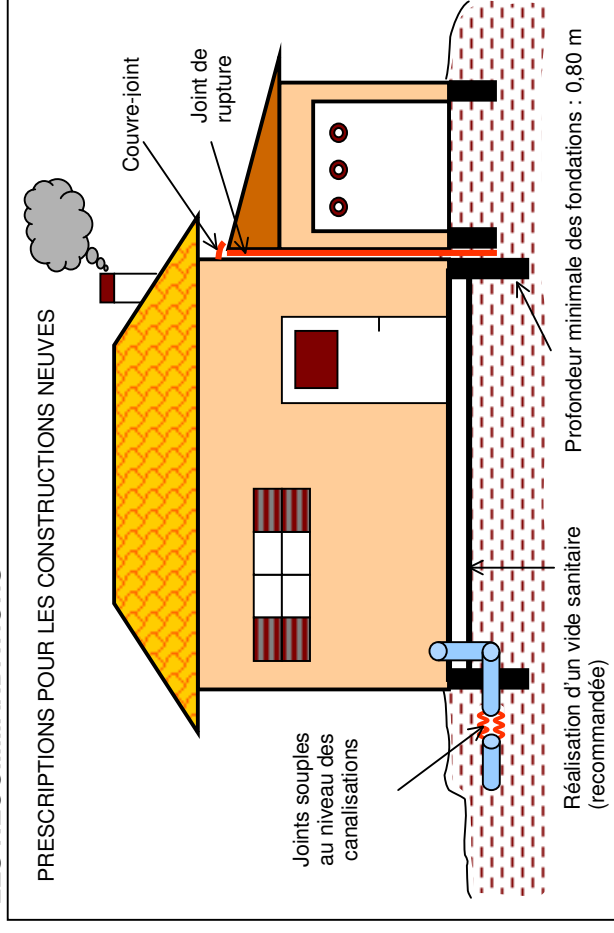 PRESCRIPTIONS POUR LES CONSTRUCTIONS NEUVES
Couvre-joint
Joint de
rupture
Joints souples
au niveau des
canalisations
Réalisation d'un vide sanitaire
(recommandée)
Profondeur minimale des fondations : 0,80 m